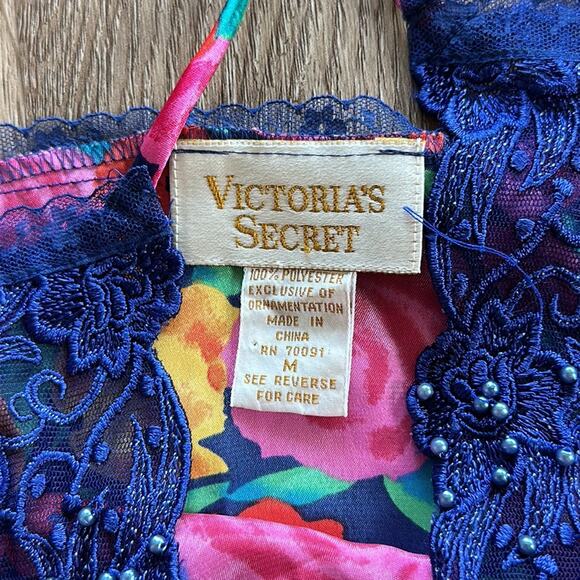 VICTORIA'S
SECRET
100% POLYESTER
EXCLUSIVE OF
ORNAMENTATION
MADE IN
CHINA
RN 70091
M
SEE REVERSE
FOR CARE